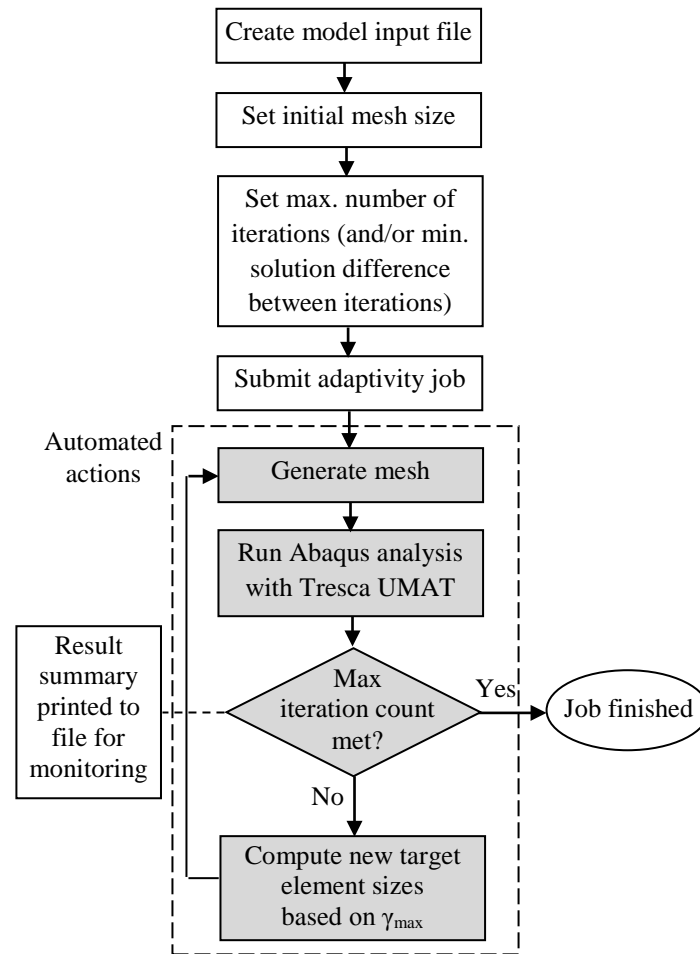 Create model input file
Set initial mesh size
Set max. number of
iterations (and/or min.
solution difference
between iterations)
Submit adaptivity job
Automated
actions
Generate mesh
Run Abaqus analysis
with Tresca UMAT
Result
summary
printed to
file for
monitoring
Max
iteration count
met?
Yes
Job finished
No
Compute new target
element sizes
based on γmax